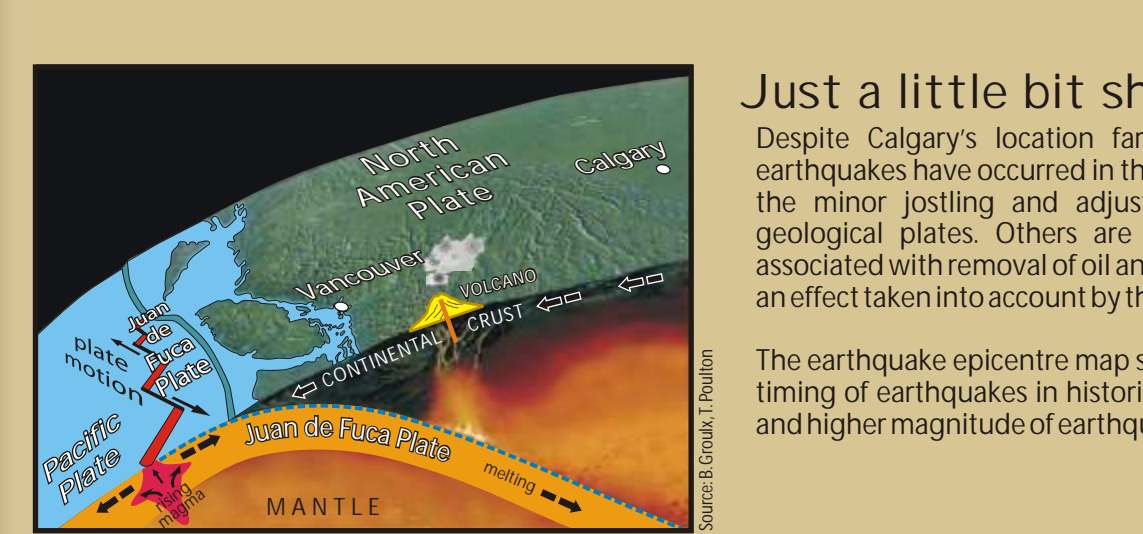 North
American
Plate
Calgary
Vancouver
VOLCANO
CONTINENTAL CRUST
Juan
de
Fuca
Plate
plate
motion
Pacific
Plate
Juan de Fuca Plate
rising
magma
melting
MANTLE
Source: B. Groulx, T. Poulton
Just a little bit sh
Despite Calgary's location far
earthquakes have occurred in th
the minor jostling and adjust
geological plates. Others are
associated with removal of oil an
an effect taken into account by th
The earthquake epicentre map s
timing of earthquakes in histori
and higher magnitude of earthqu